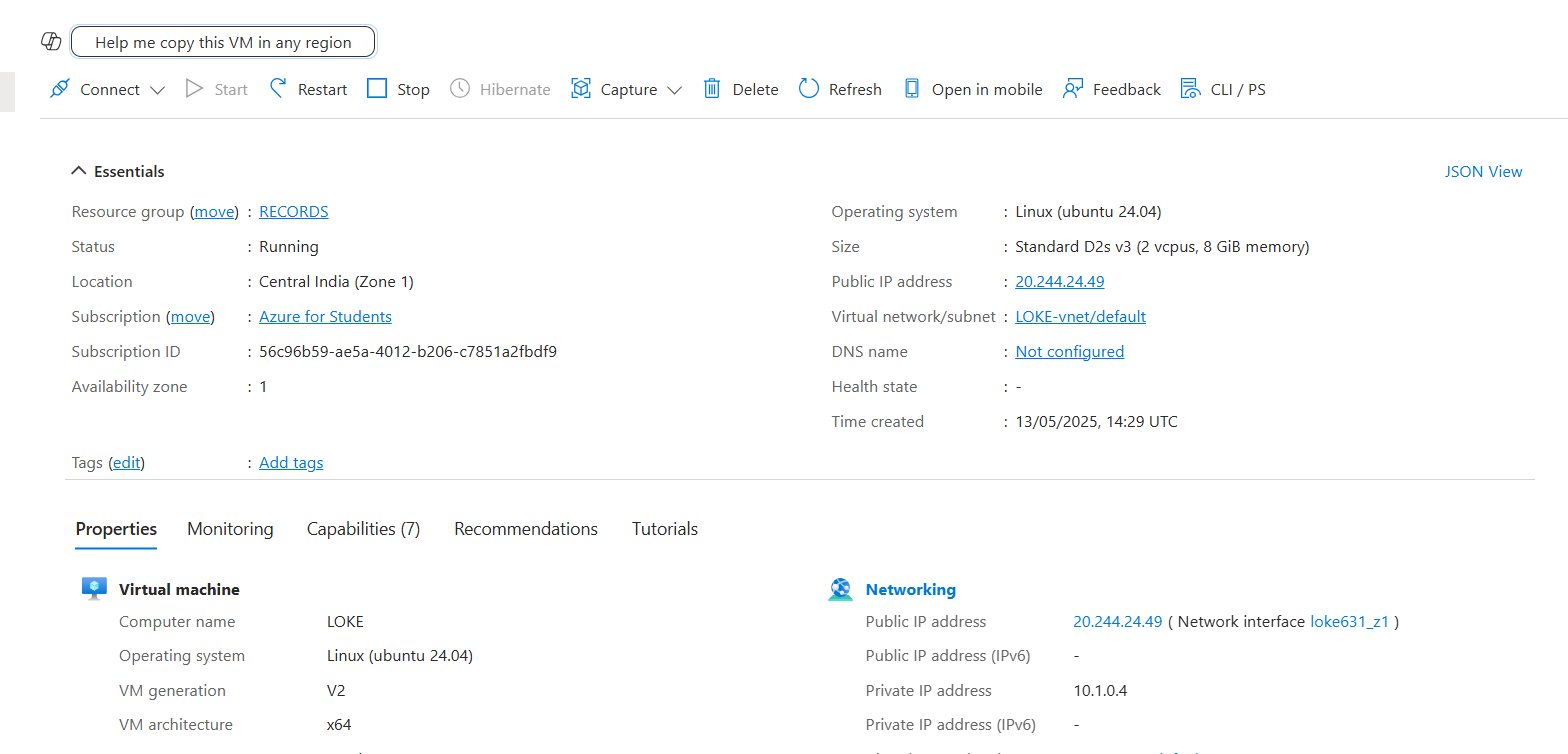 Help me copy this VM in any region
Connect Start Restart Stop Hibernate Capture Delete Refresh Open in mobile Feedback CLI / PS
Essentials JSON View
Resource group (move) : RECORDS
Status : Running
Location : Central India (Zone 1)
Subscription (move) : Azure for Students
Subscription ID : 56c96b59-ae5a-4012-b206-c7851a2fbdf9
Availability zone : 1
Operating system : Linux (ubuntu 24.04)
Size : Standard D2s v3 (2 vcpus, 8 GiB memory)
Public IP address : 20.244.24.49
Virtual network/subnet : LOKE-vnet/default
DNS name : Not configured
Health state : -
Time created : 13/05/2025, 14:29 UTC
Tags (edit) : Add tags
Properties Monitoring Capabilities (7) Recommendations Tutorials
Virtual machine
Computer name LOKE
Operating system Linux (ubuntu 24.04)
VM generation V2
VM architecture x64
Networking
Public IP address 20.244.24.49 ( Network interface loke631_z1 )
Public IP address (IPv6) -
Private IP address 10.1.0.4
Private IP address (IPv6) -